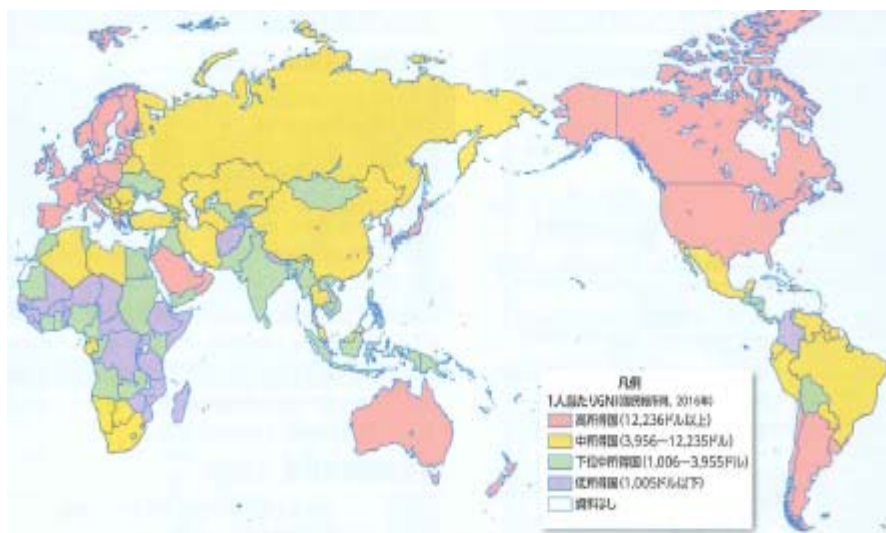 凡例
1人当たりGNI(国民総所得, 2016年)
高所得国(12,236ドル以上)
中所得国(3,956～12,235ドル)
下位中所得国(1,006～3,955ドル)
低所得国(1,005ドル以下)
資料なし